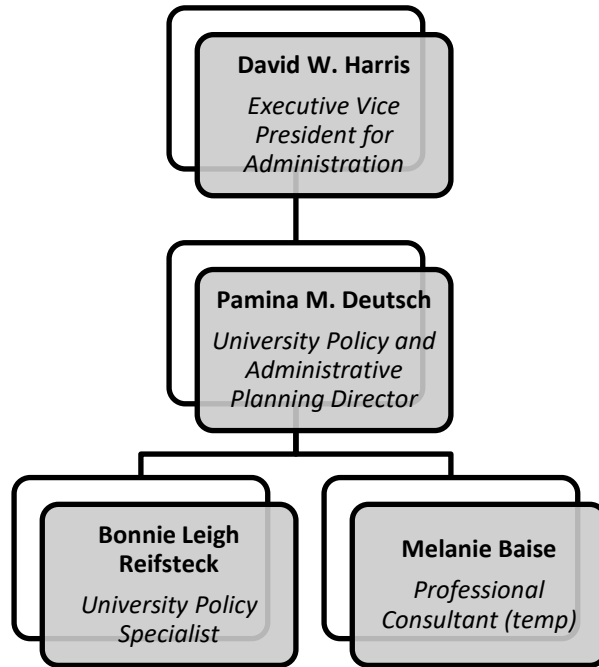 David W. Harris
Executive Vice
President for
Administration
Pamina M. Deutsch
University Policy and
Administrative
Planning Director
Bonnie Leigh
Reifsteck
University Policy
Specialist
Melanie Baise
Professional
Consultant (temp)